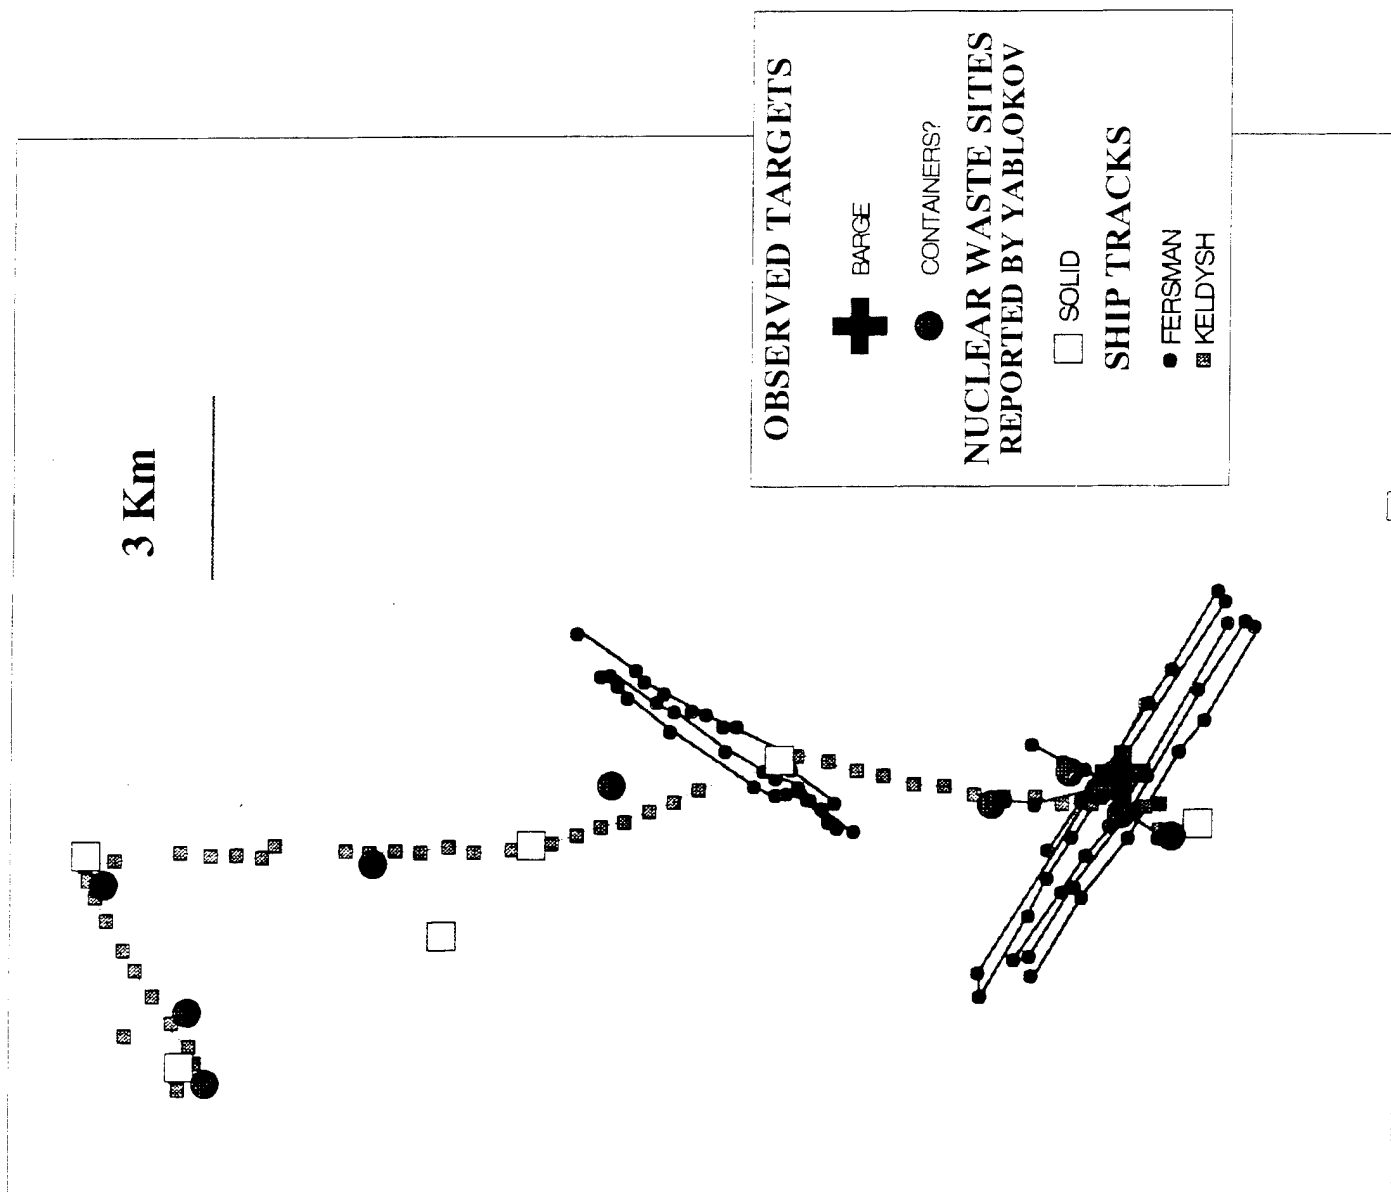 3 Km
OBSERVED TARGETS
BARGE
CONTAINERS?
NUCLEAR WASTE SITES
REPORTED BY YABLOKOV
SOLID
SHIP TRACKS
FERSMAN
KELDYSH